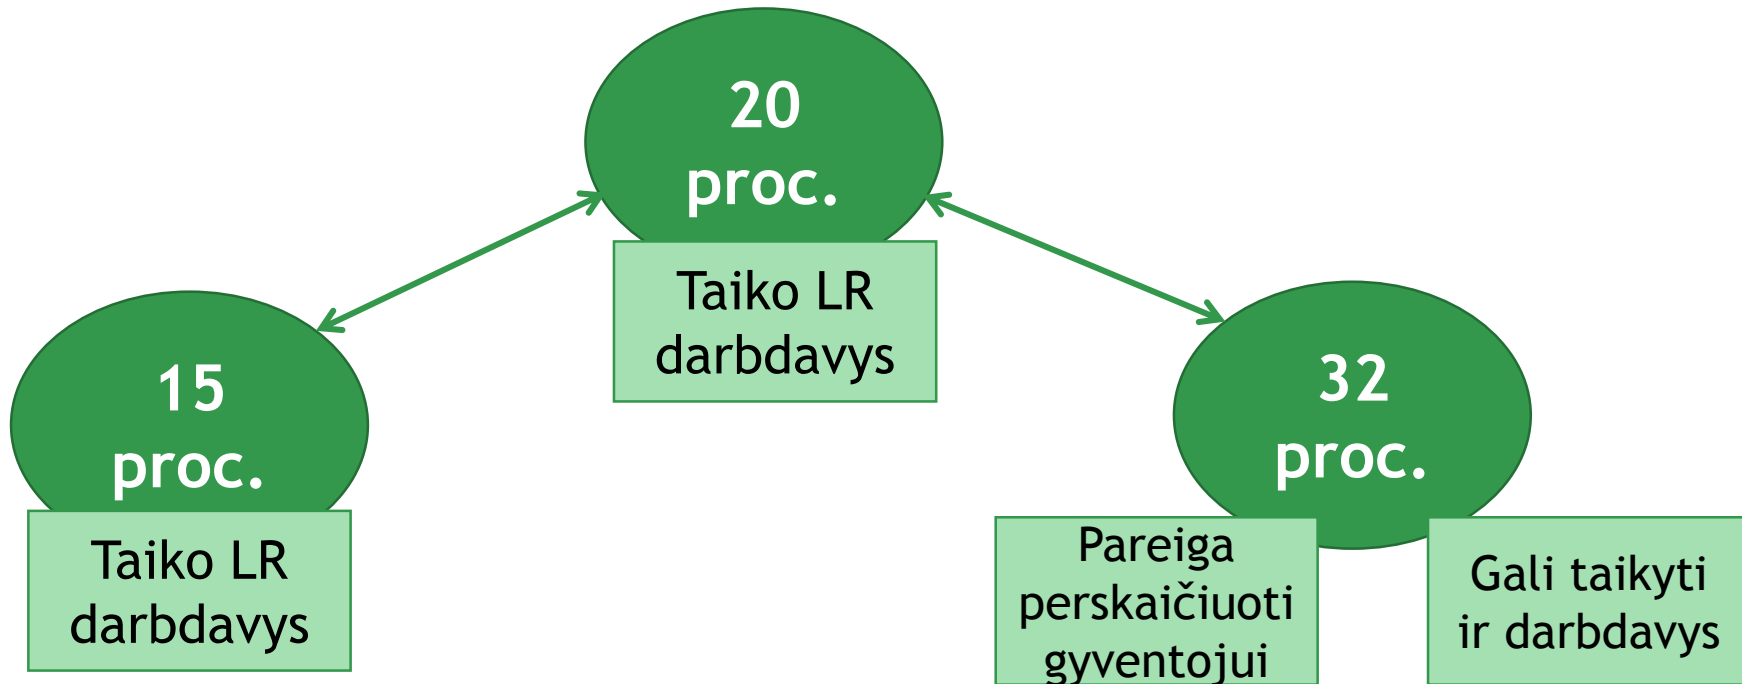 20
proc.
Taiko LR
darbdavys
15
proc.
Taiko LR
darbdavys
32
proc.
Pareiga
perskaičiuoti
gyventojui
Gali taikyti
ir darbdavys